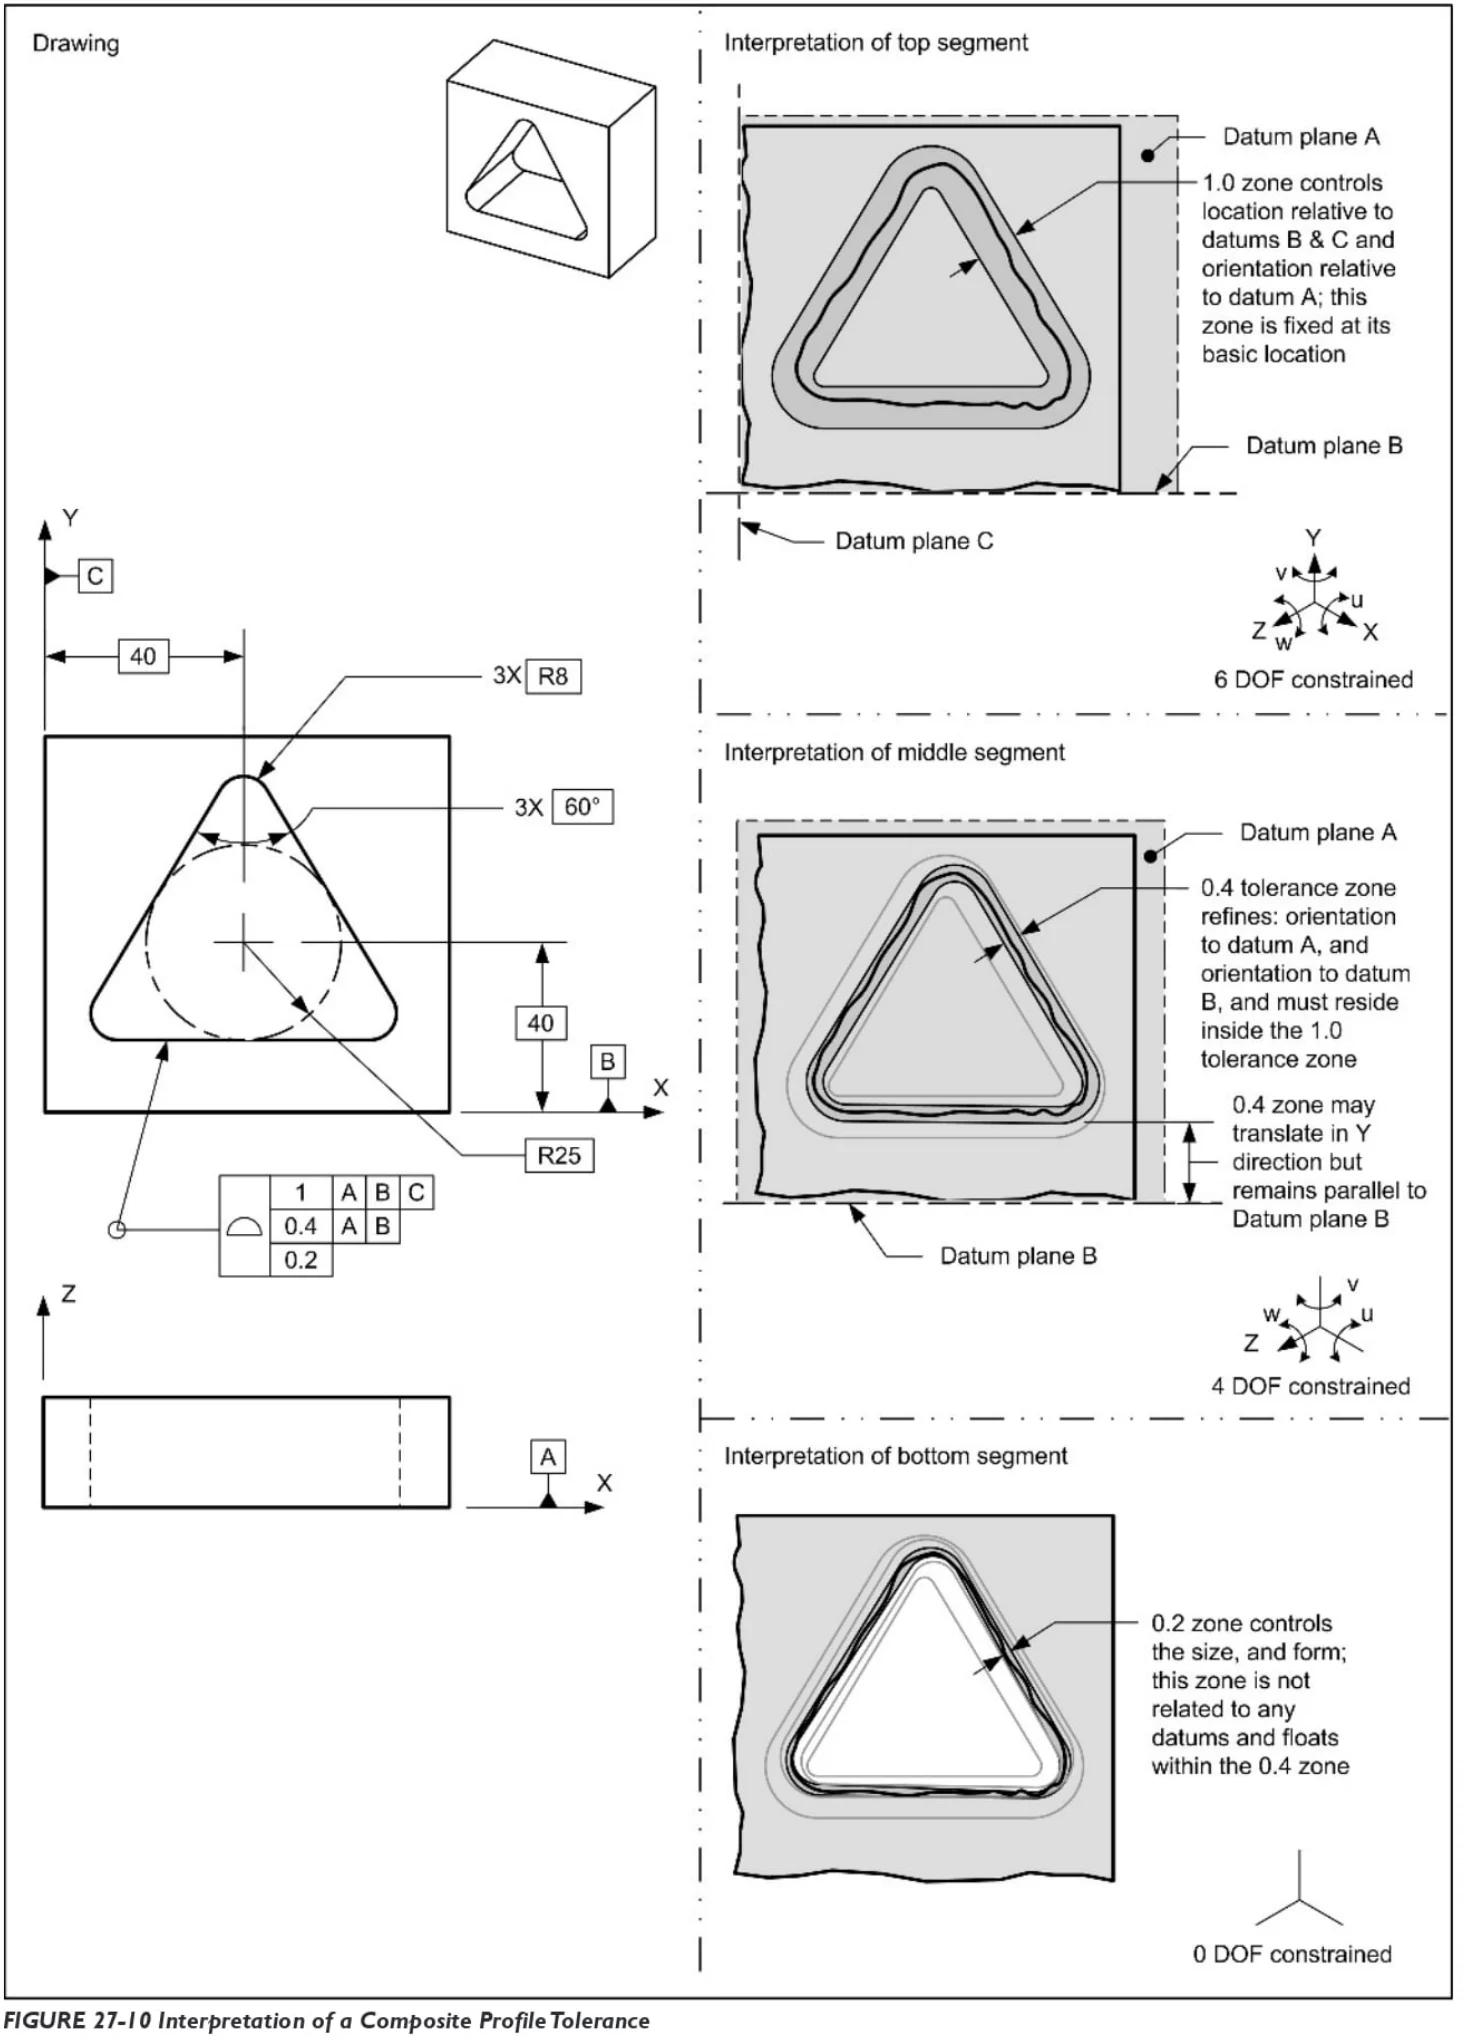 Drawing
Y
C
40
3X R8
3X 60°
40
B
X
R25
1 A B C
0.4 A B
0.2
Z
A
X
Interpretation of top segment
Datum plane A
1.0 zone controls
location relative to
datums B & C and
orientation relative
to datum A; this
zone is fixed at its
basic location
Datum plane B
Datum plane C
Y
v
u
Z
w
X
6 DOF constrained
Interpretation of middle segment
Datum plane A
0.4 tolerance zone
refines: orientation
to datum A, and
orientation to datum
B, and must reside
inside the 1.0
tolerance zone
0.4 zone may
translate in Y
direction but
remains parallel to
Datum plane B
Datum plane B
v
w
u
Z
4 DOF constrained
Interpretation of bottom segment
0.2 zone controls
the size, and form;
this zone is not
related to any
datums and floats
within the 0.4 zone
0 DOF constrained
FIGURE 27-10 Interpretation of a Composite Profile Tolerance